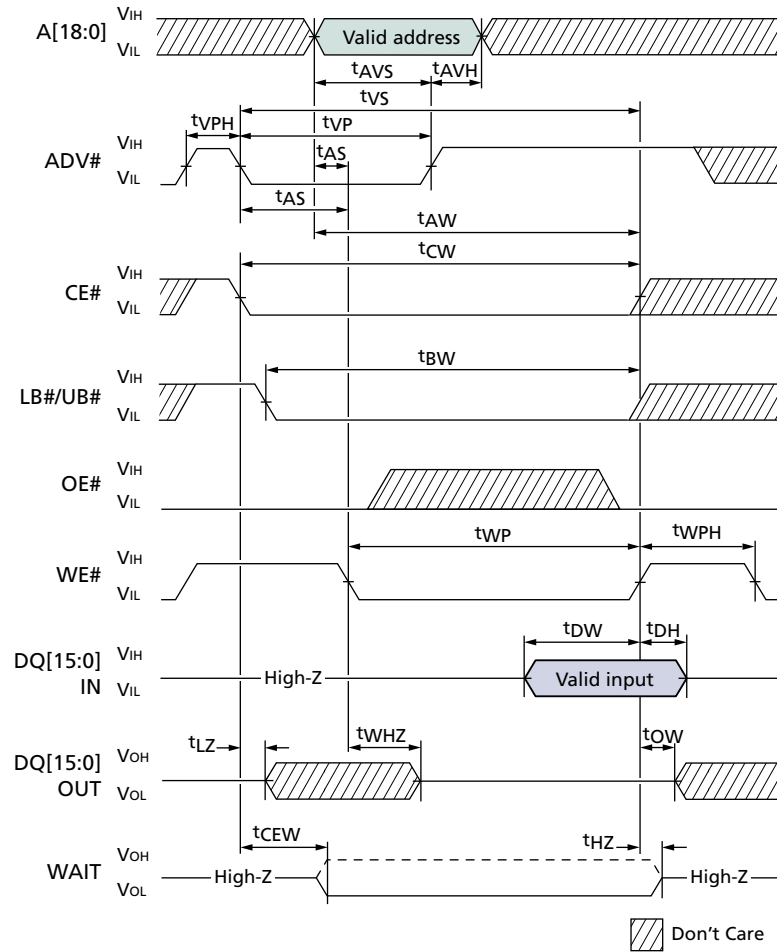 A[18:0] VIH
VIL
Valid address
tAVS tAVH
tVS
tVPH tVP
ADV# VIH
VIL
tAS
tAS
tAW
tCW
CE# VIH
VIL
tBW
LB#/UB# VIH
VIL
OE# VIH
VIL
tWP tWPH
WE# VIH
VIL
tDW tDH
DQ[15:0] IN VIH
VIL
High-Z
Valid input
tLZ tWHZ tOW
DQ[15:0] OUT VOH
VOL
tCEW tHZ
WAIT VOH
VOL
High-Z High-Z
Don't Care